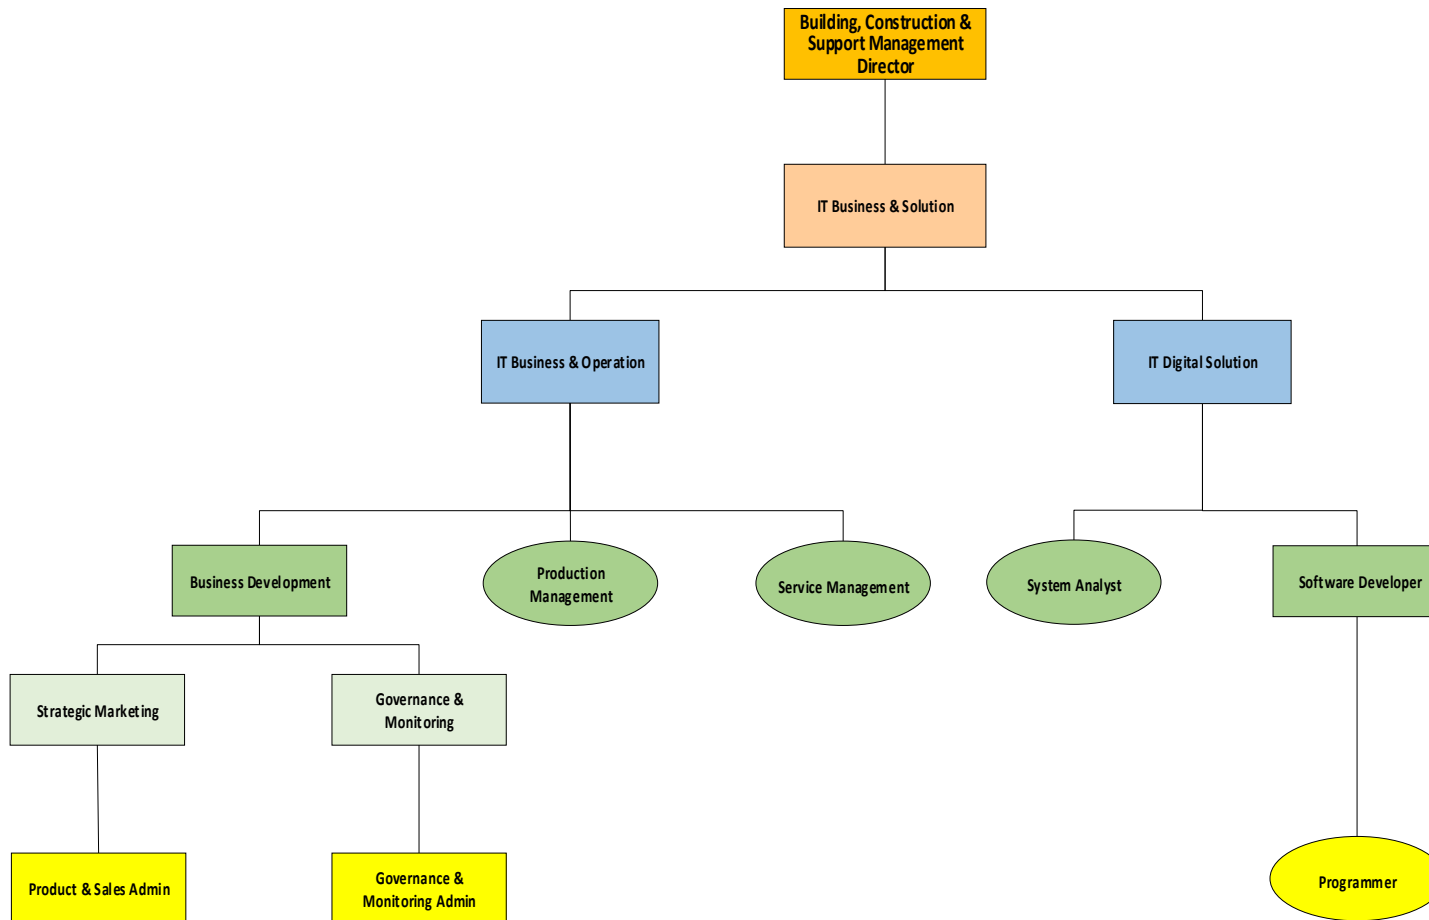 Building, Construction &
Support Management
Director
IT Business & Solution
IT Business & Operation
IT Digital Solution
Business Development
Production
Management
Service Management
System Analyst
Software Developer
Strategic Marketing
Governance &
Monitoring
Product & Sales Admin
Governance &
Monitoring Admin
Programmer